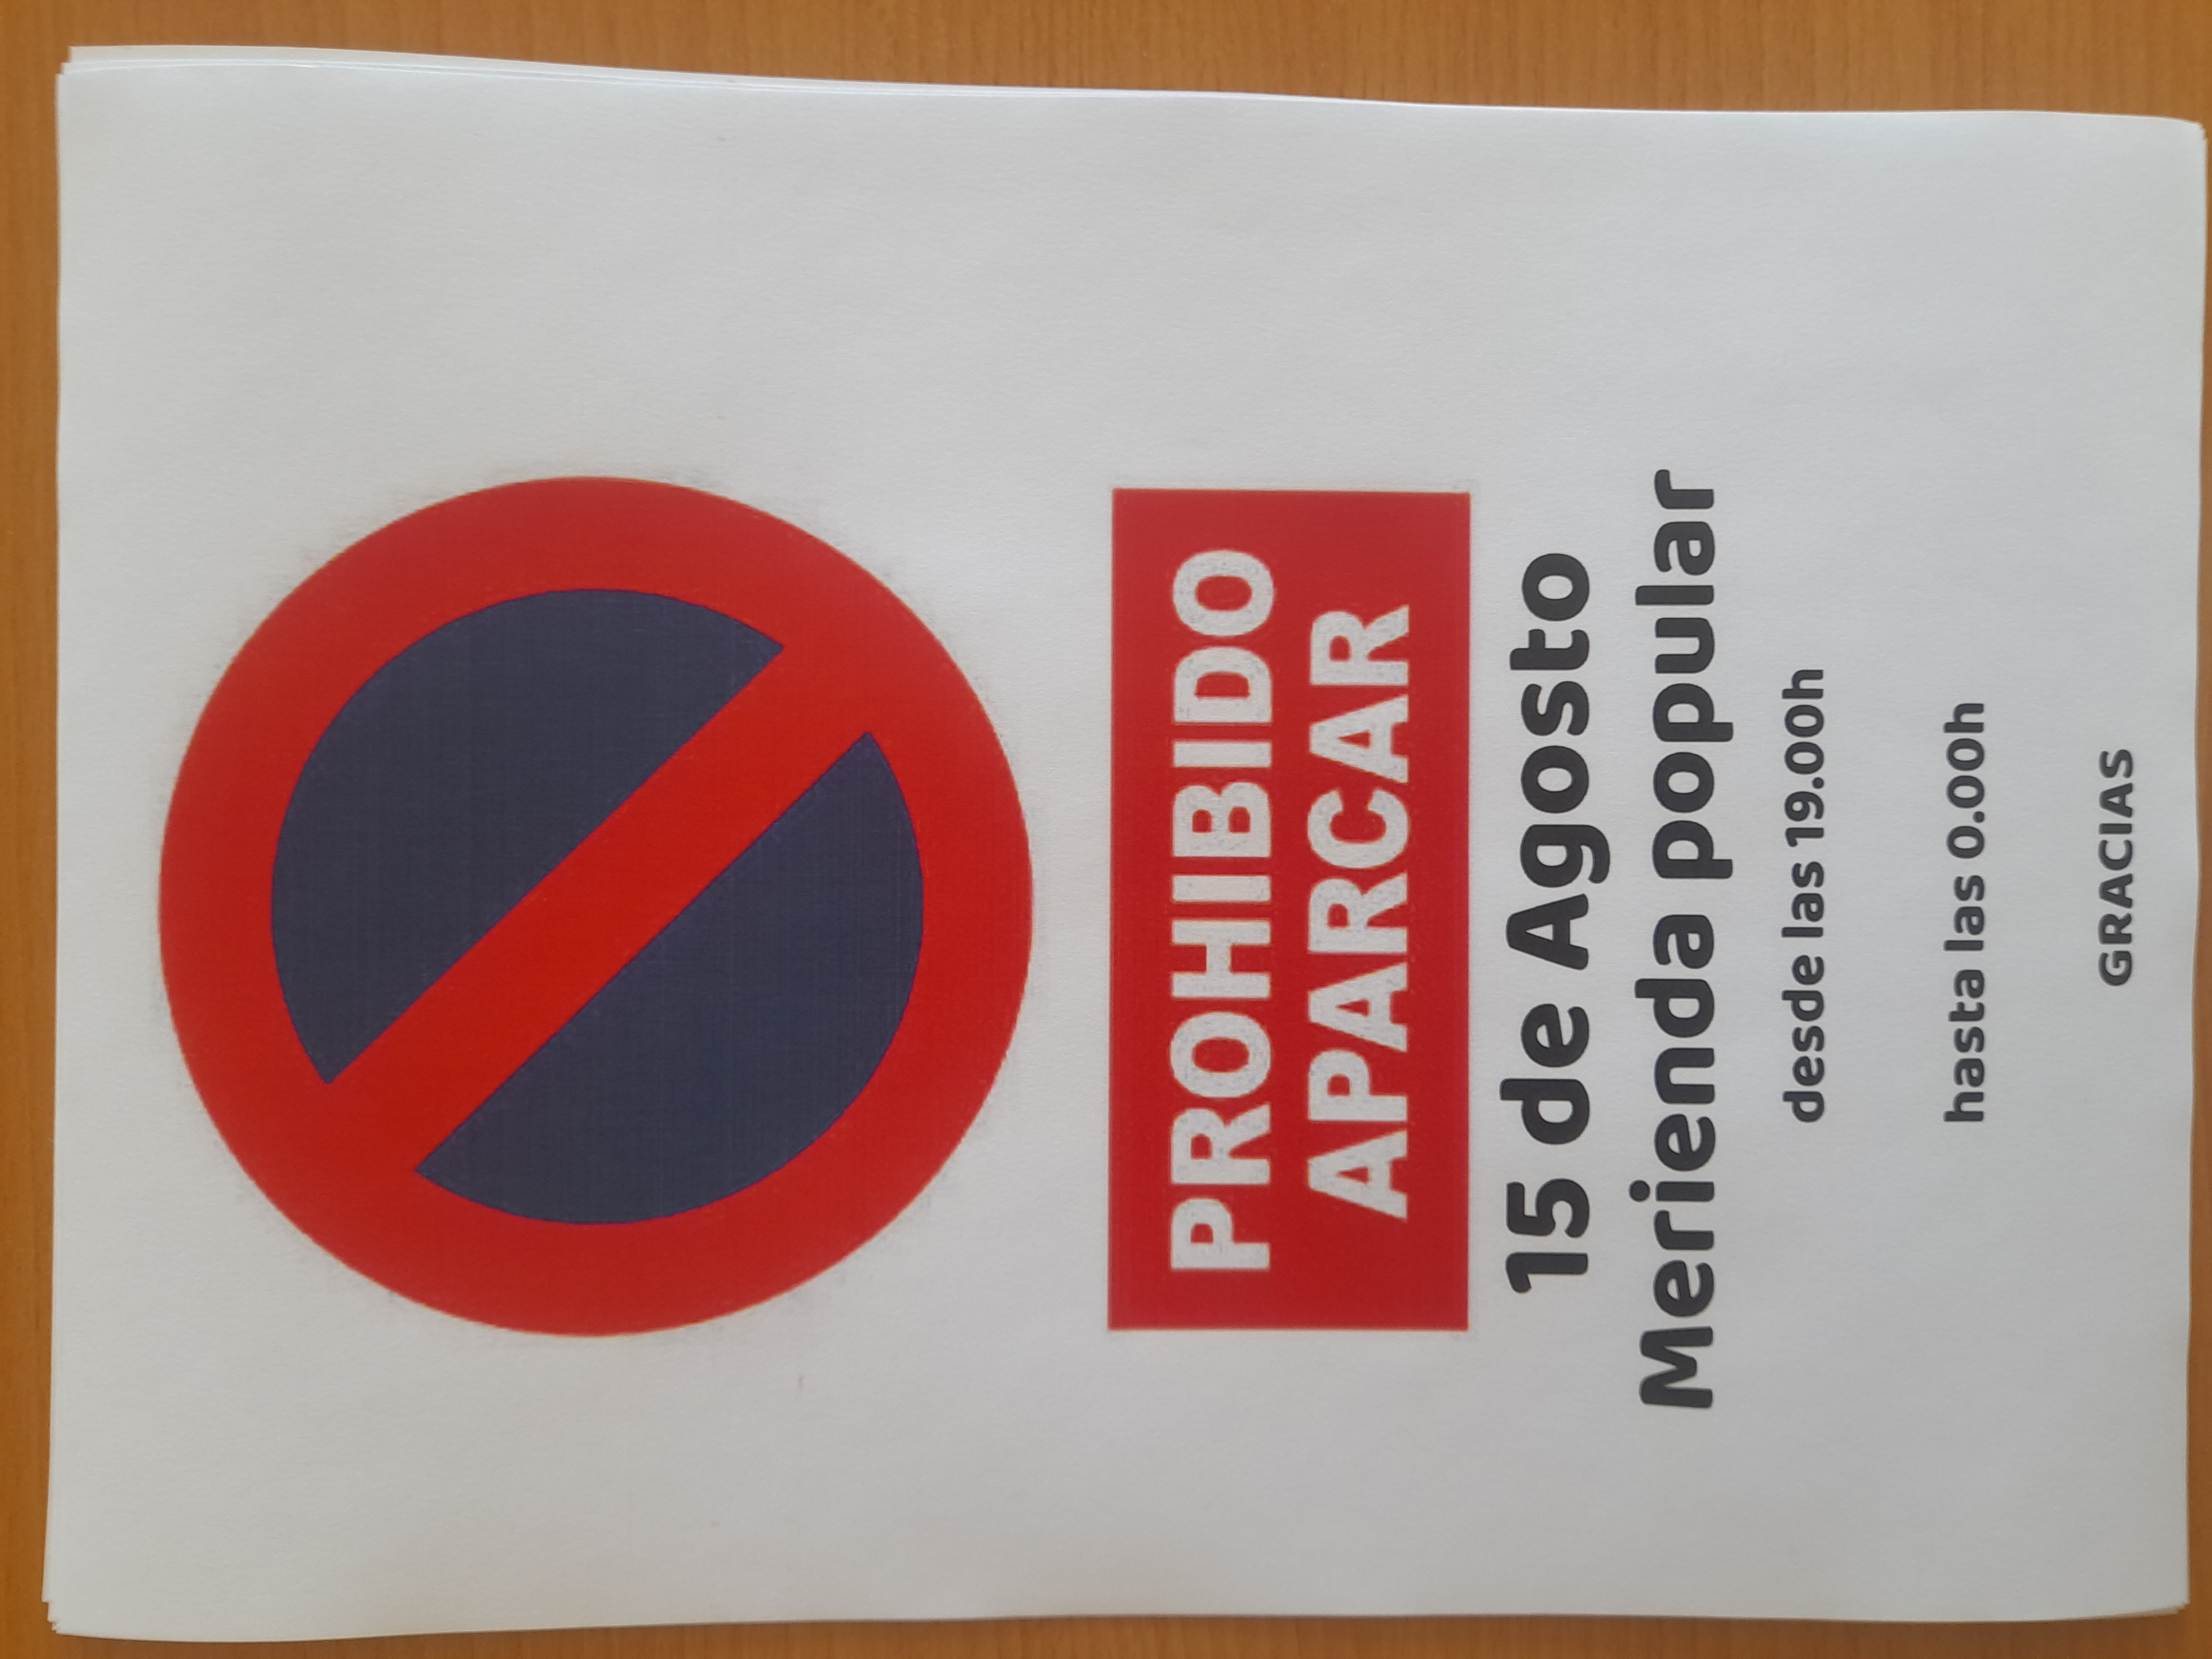 PROHIBIDO
APARCAR
15 de Agosto
Merienda popular
desde las 19.00h
hasta las 0.00h
GRACIAS